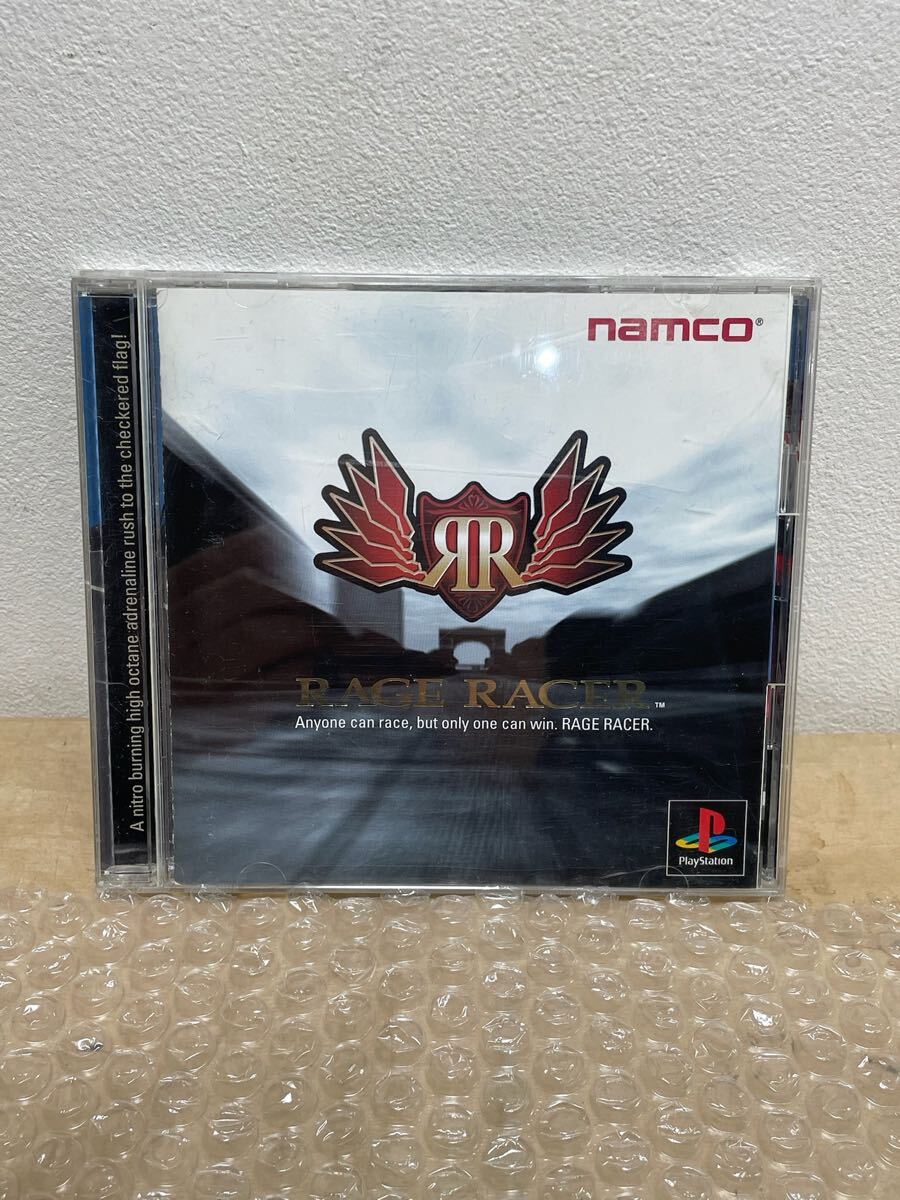 A nitro burning high octane adrenaline rush to the checkered flag!
namco®
RR
RAGE RACER™
Anyone can race, but only one can win. RAGE RACER.
PlayStation